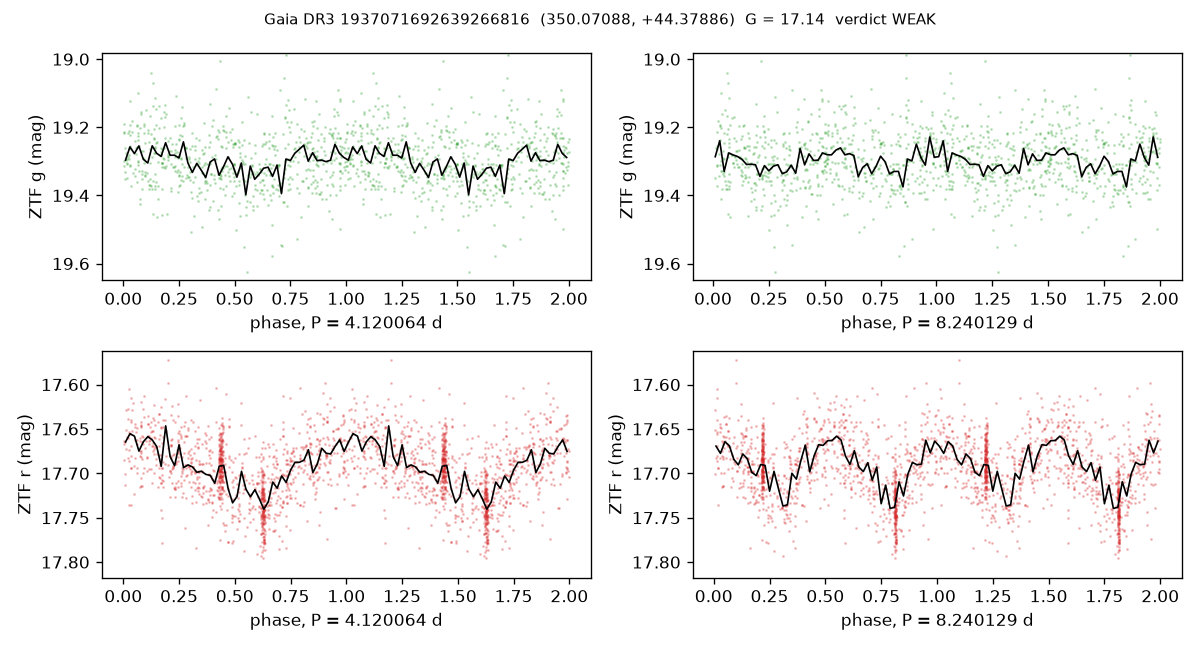 Gaia DR3 1937071692639266816 (350.07088, +44.37886) G = 17.14 verdict WEAK
ZTF g (mag)
19.0
19.2
19.4
19.6
0.00 0.25 0.50 0.75 1.00 1.25 1.50 1.75 2.00
phase, P = 4.120064 d
ZTF g (mag)
19.0
19.2
19.4
19.6
0.00 0.25 0.50 0.75 1.00 1.25 1.50 1.75 2.00
phase, P = 8.240129 d
ZTF r (mag)
17.60
17.65
17.70
17.75
17.80
0.00 0.25 0.50 0.75 1.00 1.25 1.50 1.75 2.00
phase, P = 4.120064 d
ZTF r (mag)
17.60
17.65
17.70
17.75
17.80
0.00 0.25 0.50 0.75 1.00 1.25 1.50 1.75 2.00
phase, P = 8.240129 d